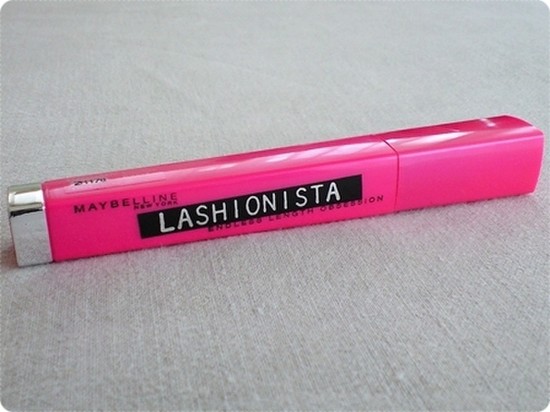 MAYBELLINE
NEW YORK
LASHIONISTA
ENDLESS LENGTH OBSESSION